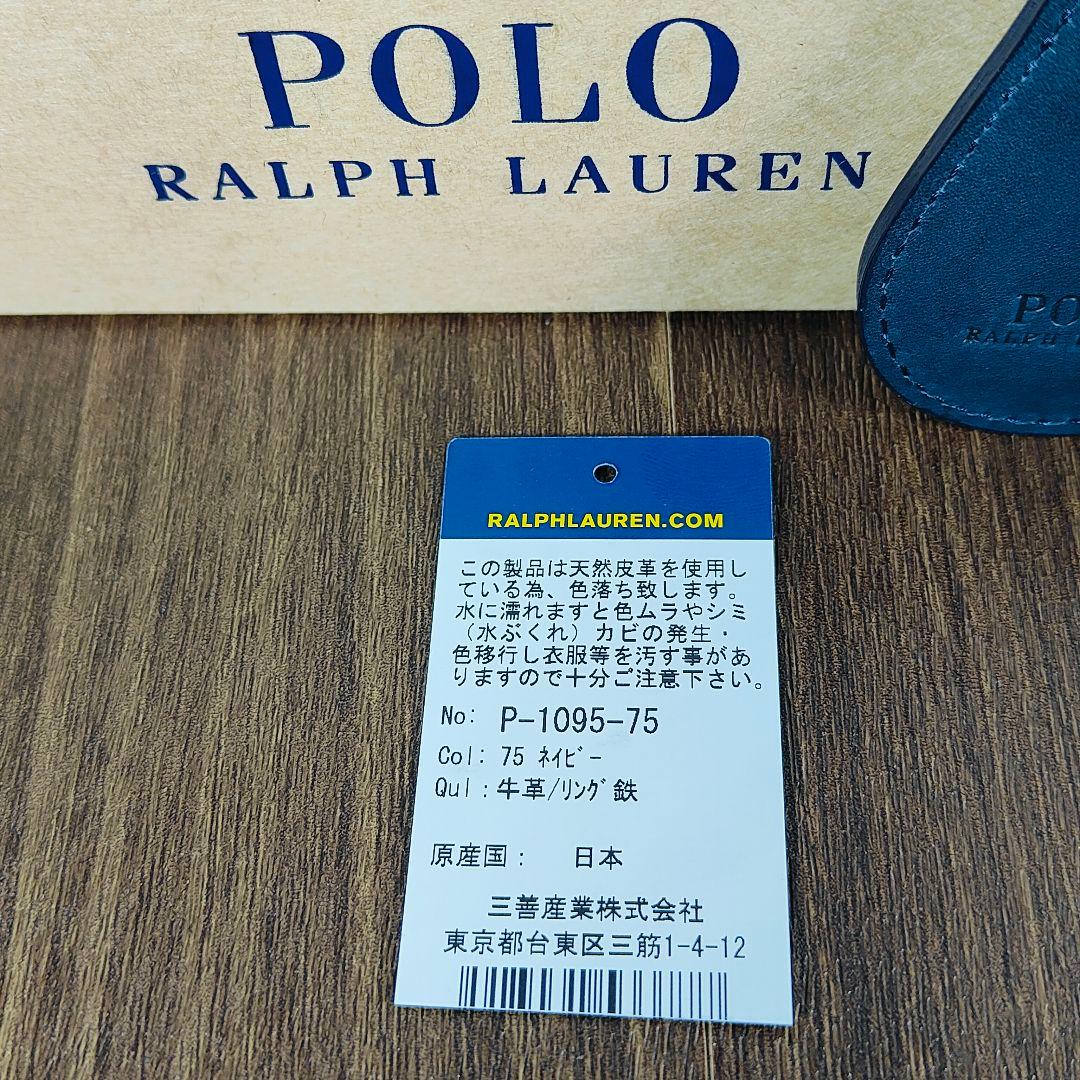 POLO
RALPH LAUREN
PO
RALPH
RALPHLAUREN.COM
この製品は天然皮革を使用し
ている為、色落ち致します。
水に濡れますと色ムラやシミ
（水ぶくれ）カビの発生・
色移行し衣服等を汚す事があ
りますので十分ご注意下さい。
No: P-1095-75
Col: 75 ﾈｲﾋﾞｰ
Qul:牛革/ﾘﾝｸﾞ鉄
原産国： 日本
三善産業株式会社
東京都台東区三筋1-4-12